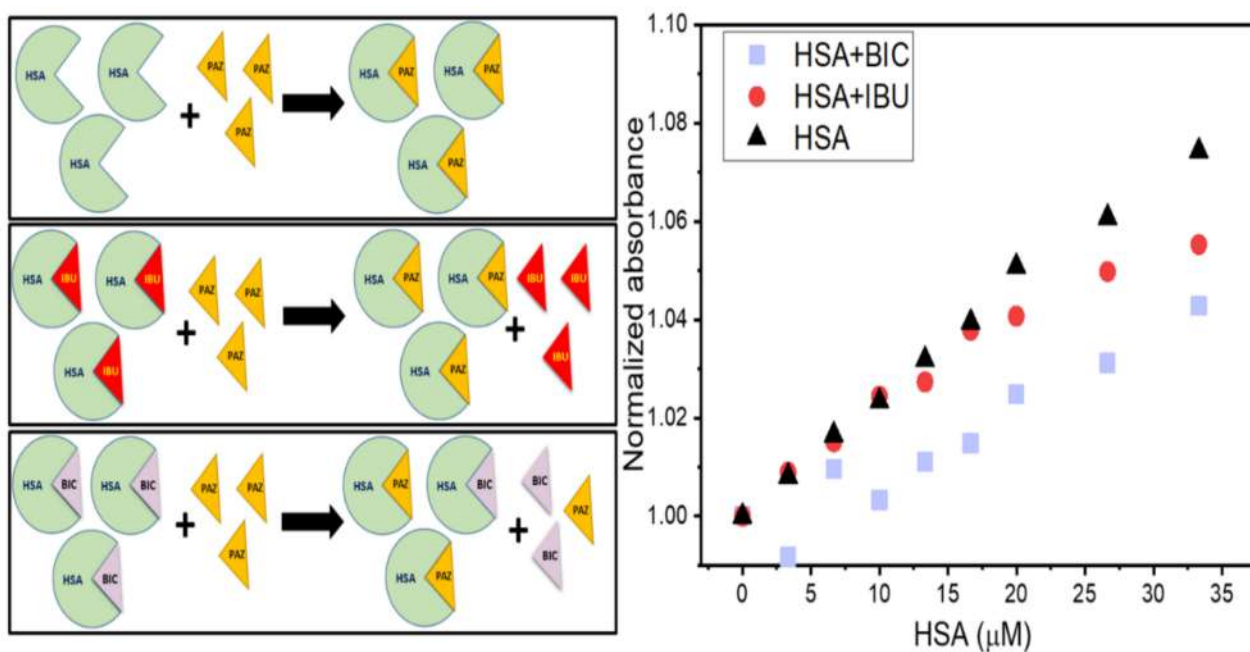 HSA
HSA
HSA
+
PAZ
PAZ
PAZ
HSA
PAZ
HSA
PAZ
HSA
PAZ
HSA
IBU
HSA
IBU
HSA
IBU
+
PAZ
PAZ
PAZ
HSA
PAZ
HSA
PAZ
HSA
PAZ
+
IBU
IBU
IBU
HSA
BIC
HSA
BIC
HSA
BIC
+
PAZ
PAZ
PAZ
HSA
PAZ
HSA
BIC
HSA
PAZ
+
BIC
PAZ
BIC
HSA+BIC
HSA+IBU
HSA
Normalized absorbance
1.10
1.08
1.06
1.04
1.02
1.00
0 5 10 15 20 25 30 35
HSA (μM)